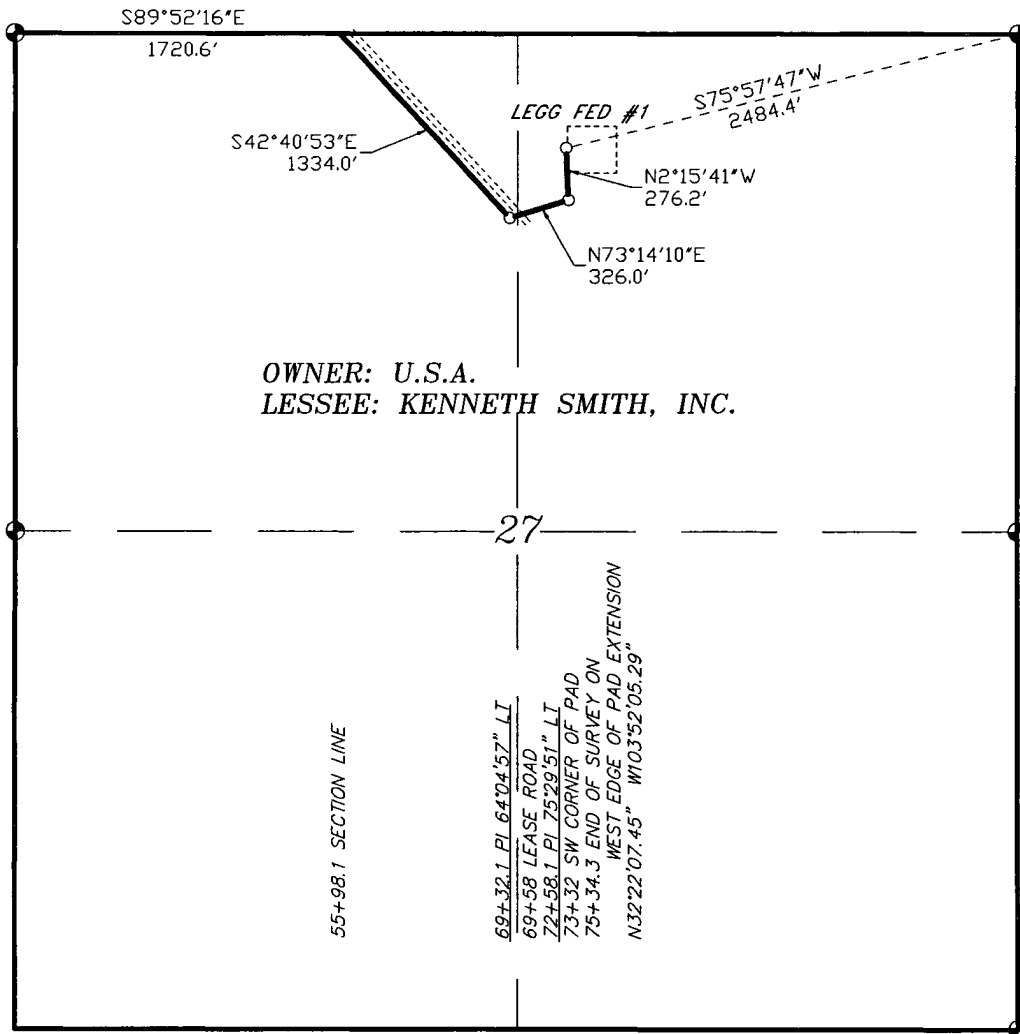 S89°52'16"E
1720.6'
S75°57'47"W
2484.4'
LEGG FED #1
S42°40'53"E
1334.0'
N2°15'41"W
276.2'
N73°14'10"E
326.0'
OWNER: U.S.A.
LESSEE: KENNETH SMITH, INC.
27
55+98.1 SECTION LINE
69+32.1 PI 64°04'57" LT
69+58 LEASE ROAD
72+58.1 PI 75°29'51" LT
73+32 SW CORNER OF PAD
75+34.3 END OF SURVEY ON
WEST EDGE OF PAD EXTENSION
N32°22'07.45" W103°52'05.29"